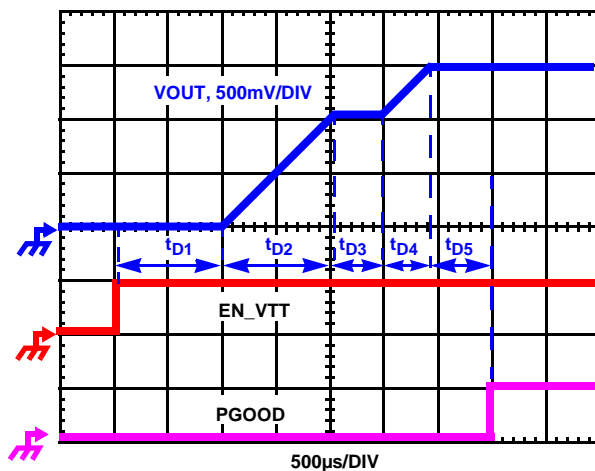 VOUT, 500mV/DIV
tD1 tD2 tD3 tD4 tD5
EN_VTT
PGOOD
500µs/DIV